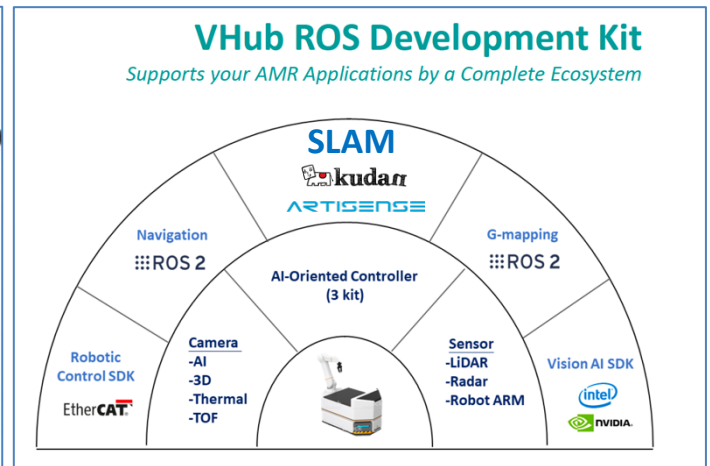 VHub ROS Development Kit
Supports your AMR Applications by a Complete Ecosystem
SLAM
kudan
ARTISENSE
Navigation
ROS 2
G-mapping
ROS 2
AI-Oriented Controller
(3 kit)
Robotic
Control SDK
EtherCAT
Camera
-AI
-3D
-Thermal
-TOF
Sensor
-LiDAR
-Radar
-Robot ARM
Vision AI SDK
intel
NVIDIA.